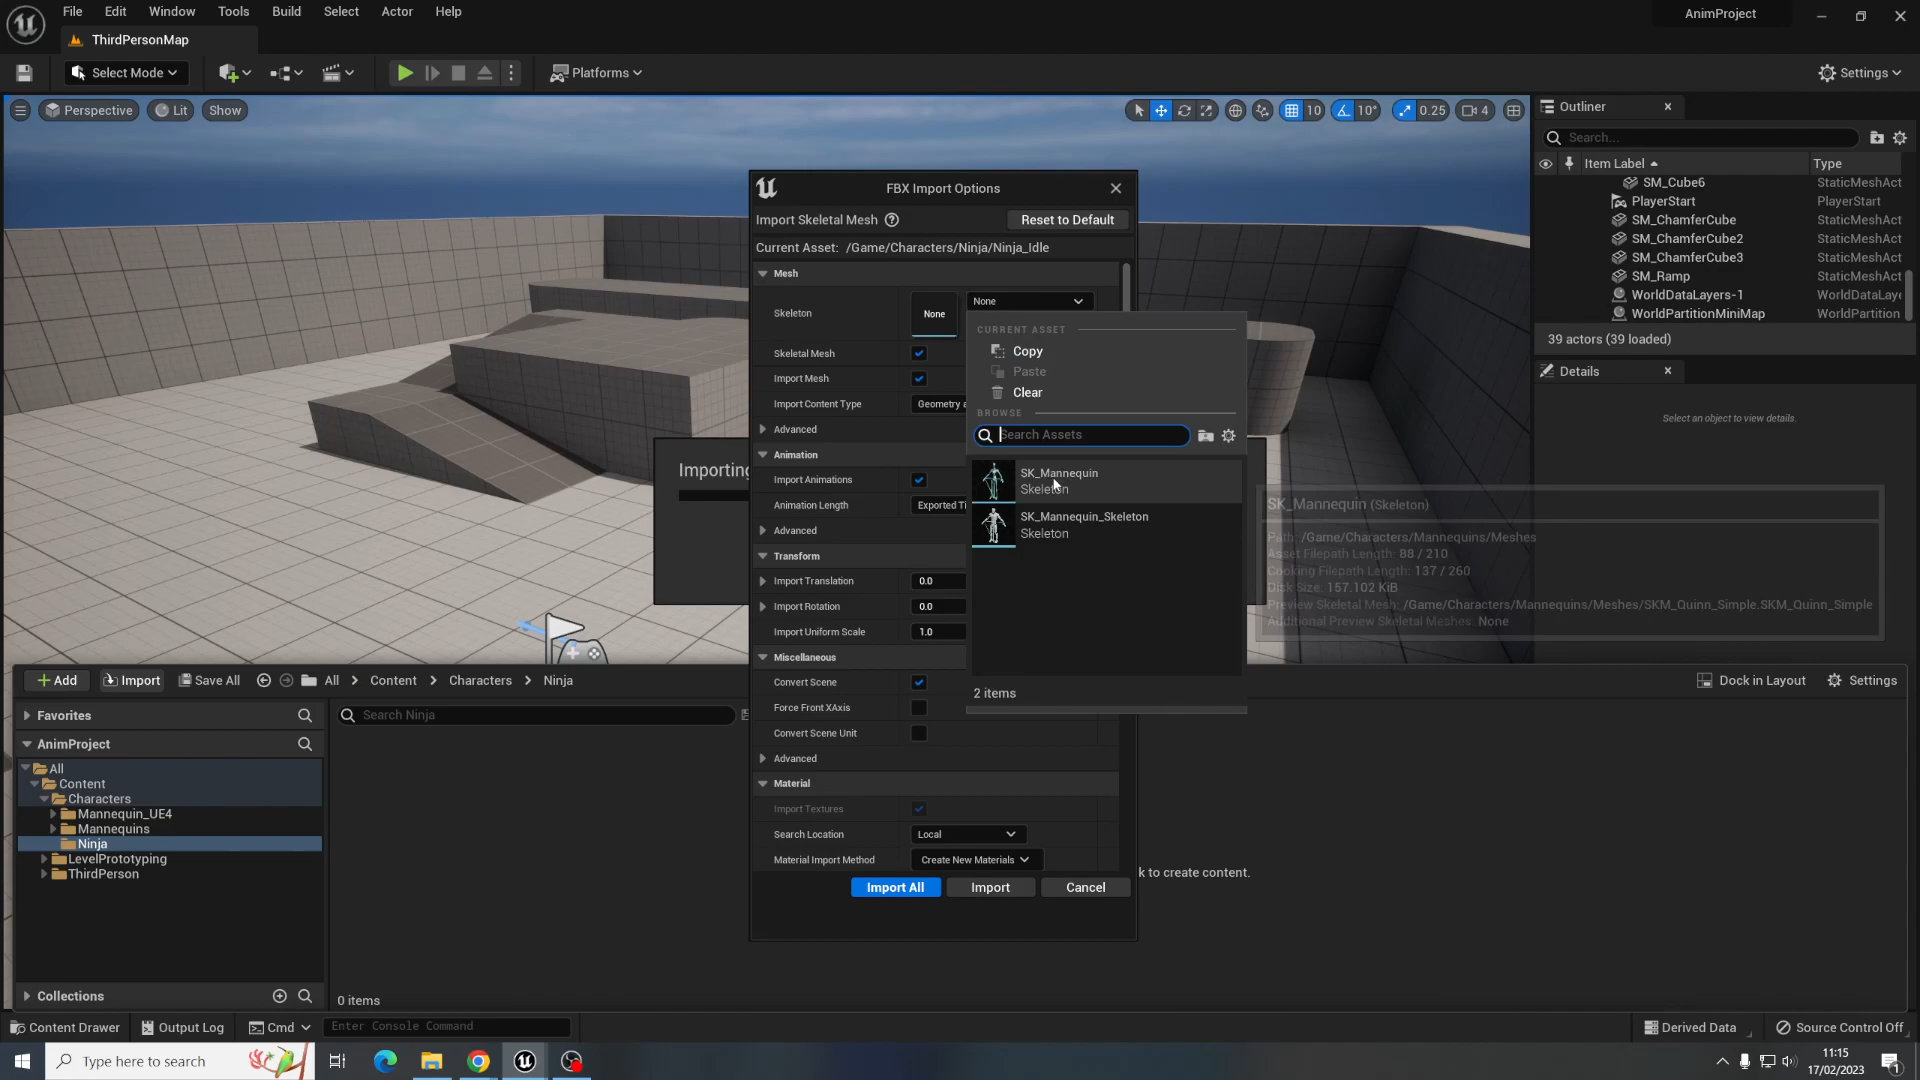 File Edit Window Tools Build Select Actor Help
AnimProject
ThirdPersonMap
Select Mode
Platforms
Settings
Perspective Lit Show
10 10° 0.25 4
Outliner
Search...
Item Label Type
SM_Cube6 StaticMeshAct
PlayerStart PlayerStart
SM_ChamferCube StaticMeshAct
SM_ChamferCube2 StaticMeshAct
SM_ChamferCube3 StaticMeshAct
SM_Ramp StaticMeshAct
WorldDataLayers-1 WorldDataLaye
WorldPartitionMiniMap WorldPartition
39 actors (39 loaded)
Details
Select an object to view details.
FBX Import Options
Import Skeletal Mesh Reset to Default
Current Asset: /Game/Characters/Ninja/Ninja_Idle
Mesh
Skeleton None None
Skeletal Mesh
Import Mesh
Import Content Type Geometry a
Advanced
Animation
Import Animations
Animation Length Exported Ti
Advanced
Transform
Import Translation 0.0
Import Rotation 0.0
Import Uniform Scale 1.0
Miscellaneous
Convert Scene
Force Front XAxis
Convert Scene Unit
Advanced
Material
Import Textures
Search Location Local
Material Import Method Create New Materials
Import All Import Cancel
CURRENT ASSET
Copy
Paste
Clear
BROWSE
Search Assets
SK_Mannequin
Skeleton
SK_Mannequin_Skeleton
Skeleton
2 items
SK_Mannequin (Skeleton)
Path: /Game/Characters/Mannequins/Meshes
Asset Filepath Length: 88 / 210
Cooking Filepath Length: 137 / 260
Disk Size: 157.102 KiB
Preview Skeletal Mesh: /Game/Characters/Mannequins/Meshes/SKM_Quinn_Simple.SKM_Quinn_Simple
Additional Preview Skeletal Meshes: None
Importing
Add Import Save All All Content Characters Ninja
Dock in Layout Settings
Favorites
Search Ninja
AnimProject
All
Content
Characters
Mannequin_UE4
Mannequins
Ninja
LevelPrototyping
ThirdPerson
k to create content.
Collections
0 items
Content Drawer Output Log Cmd Enter Console Command
Derived Data Source Control Off
Type here to search
11:15
17/02/2023
1